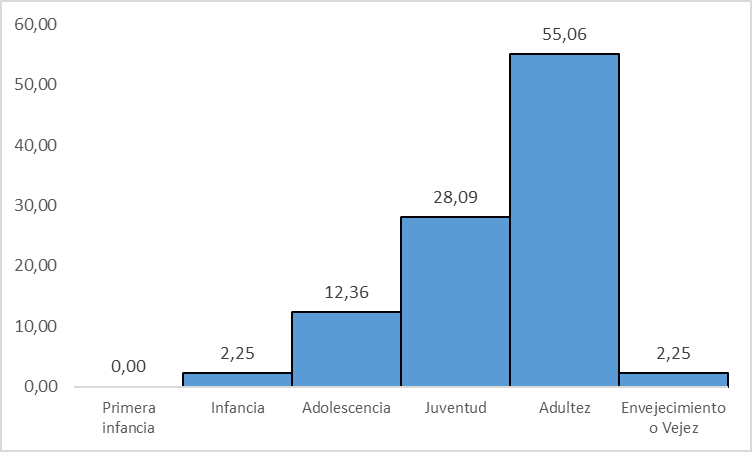 60,00
50,00
40,00
30,00
20,00
10,00
0,00
0,00
2,25
12,36
28,09
55,06
2,25
Primera
infancia
Infancia
Adolescencia
Juventud
Adultez
Envejecimiento
o Vejez